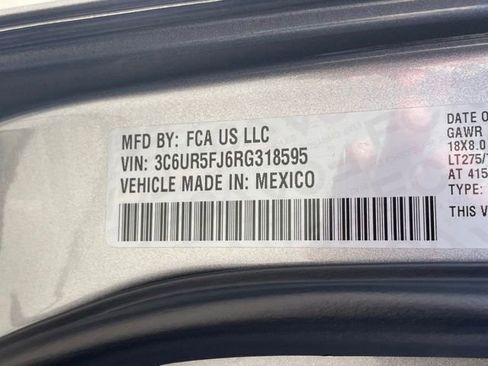 MFD BY: FCA US LLC
VIN: 3C6UR5FJ6RG318595
VEHICLE MADE IN: MEXICO
DATE O
GAWR
18X8.0
LT275/
AT 415
TYPE:
THIS V